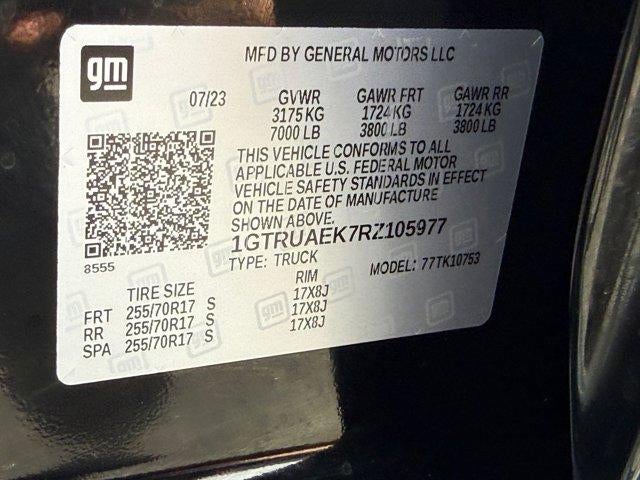 gm
MFD BY GENERAL MOTORS LLC
07/23
GVWR GAWR FRT GAWR RR
3175 KG 1724 KG 1724 KG
7000 LB 3800 LB 3800 LB
THIS VEHICLE CONFORMS TO ALL
APPLICABLE U.S. FEDERAL MOTOR
VEHICLE SAFETY STANDARDS IN EFFECT
ON THE DATE OF MANUFACTURE
SHOWN ABOVE.
1GTRUAEK7RZ105977
8555
TYPE: TRUCK MODEL: 77TK10753
TIRE SIZE RIM
FRT 255/70R17 S 17X8J
RR 255/70R17 S 17X8J
SPA 255/70R17 S 17X8J